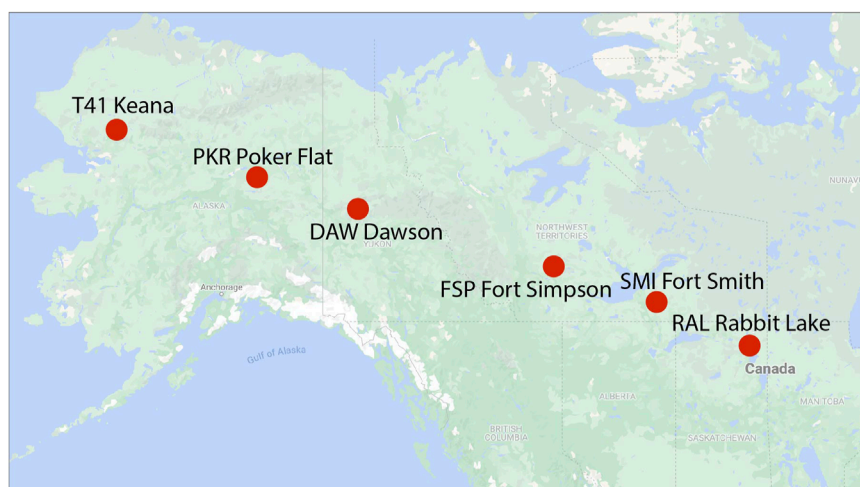 T41 Keana
PKR Poker Flat
NUNAV
ALASKA
DAW Dawson
YUKON
NORTHWEST
TERRITORIES
Anchorage
FSP Fort Simpson
SMI Fort Smith
RAL Rabbit Lake
Gulf of Alaska
Canada
ALBERTA
MANITOBA
BRITISH
COLUMBIA
SASKATCHEWAN